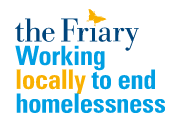 the Friary
Working
locally to end
homelessness